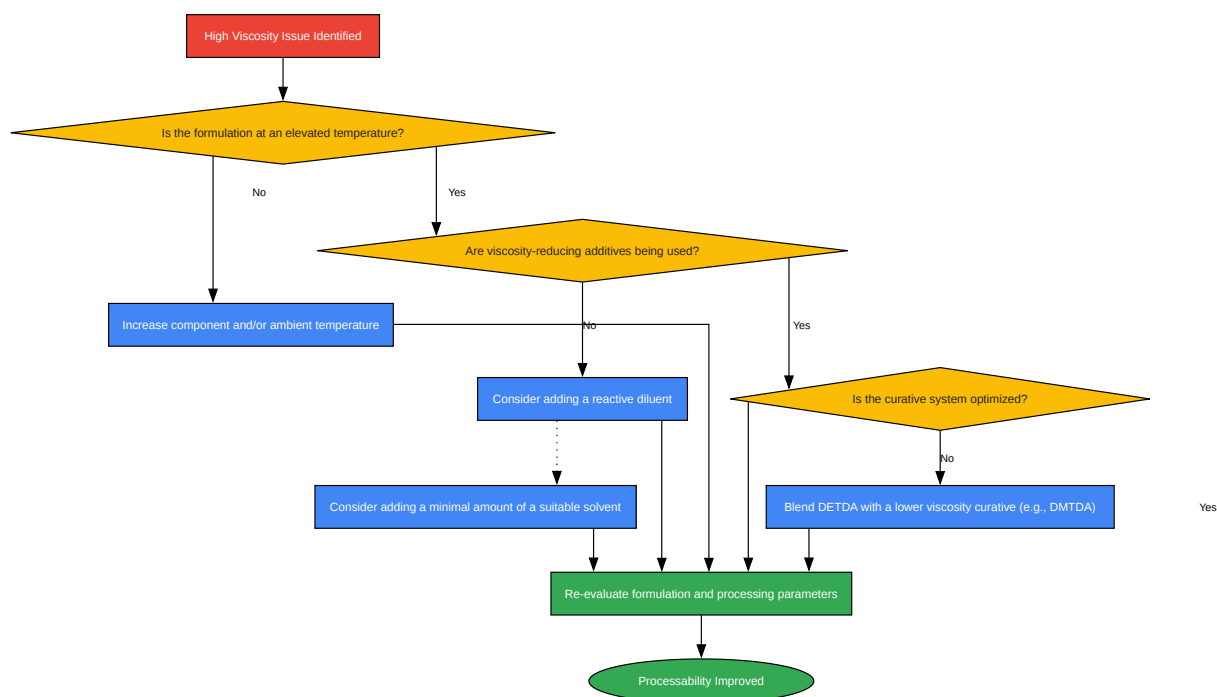 High Viscosity Issue Identified
Is the formulation at an elevated temperature?
No
Yes
Are viscosity-reducing additives being used?
Increase component and/or ambient temperature
No
Yes
Consider adding a reactive diluent
Is the curative system optimized?
No
Consider adding a minimal amount of a suitable solvent
Blend DETDA with a lower viscosity curative (e.g., DMTDA)
Yes
Re-evaluate formulation and processing parameters
Processability Improved